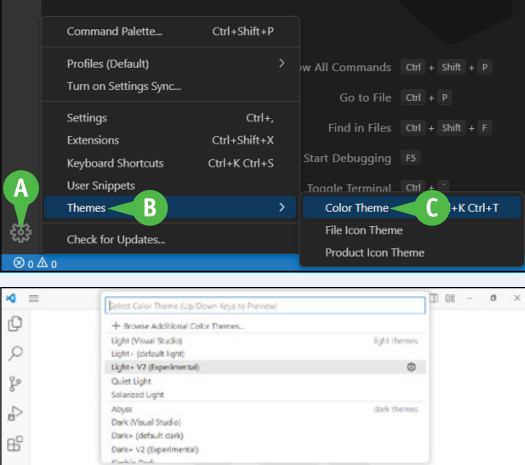 Command Palette... Ctrl+Shift+P
Profiles (Default) >
Turn on Settings Sync...
ow All Commands Ctrl + Shift + P
Go to File Ctrl + P
Settings Ctrl+,
Extensions Ctrl+Shift+X
Find in Files Ctrl + Shift + F
Keyboard Shortcuts Ctrl+K Ctrl+S
Start Debugging F5
User Snippets
Toggle Terminal Ctrl + `
A
Themes B >
Color Theme C +K Ctrl+T
File Icon Theme
Check for Updates...
Product Icon Theme
0 0
Select Color Theme (Up/Down Keys to Preview)
+ Browse Additional Color Themes...
Light (Visual Studio) light themes
Light+ (default light)
Light+ V2 (Experimental)
Quiet Light
Solarized Light
Abyss dark themes
Dark (Visual Studio)
Dark+ (default dark)
Dark+ V2 (Experimental)
Kimbie Dark